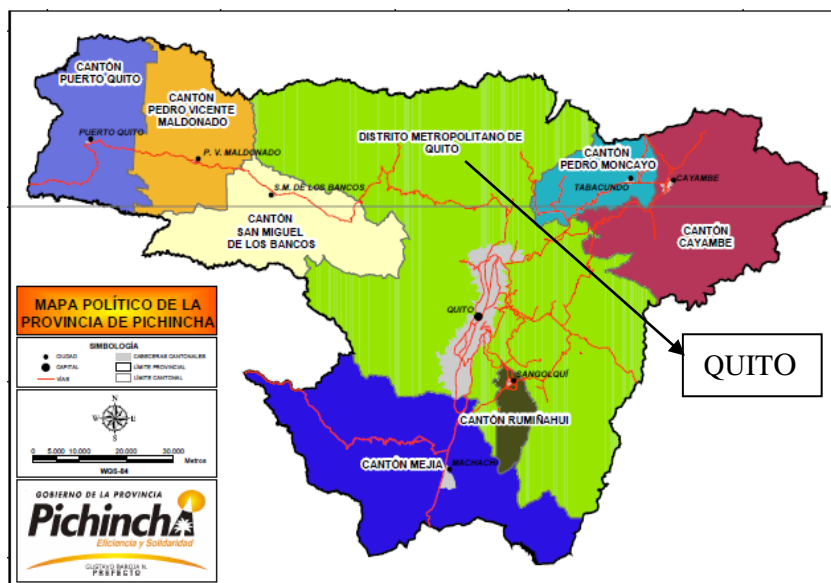 CANTÓN
PUERTO QUITO
CANTÓN
PEDRO VICENTE
MALDONADO
PUERTO QUITO
P. V. MALDONADO
DISTRITO METROPOLITANO DE
QUITO
CANTÓN
PEDRO MONCAYO
TABACUNDO
CAYAMBE
S.M. DE LOS BANCOS
CANTÓN
SAN MIGUEL
DE LOS BANCOS
CANTÓN
CAYAMBE
QUITO
QUITO
SANGOLQUÍ
CANTÓN RUMIÑAHUI
CANTÓN MEJIA
MACHACHI
MAPA POLÍTICO DE LA
PROVINCIA DE PICHINCHA
SIMBOLOGÍA
CIUDAD
CAPITAL
VÍAS
CABECERAS CANTONALES
LÍMITE PROVINCIAL
LÍMITE CANTONAL
N
W E
S
0 5.000 10.000 20.000 30.000
Metros
WGS-84
GOBIERNO DE LA PROVINCIA
Pichincha
Eficiencia y Solidaridad
GUSTAVO BAROJA N.
PREFECTO